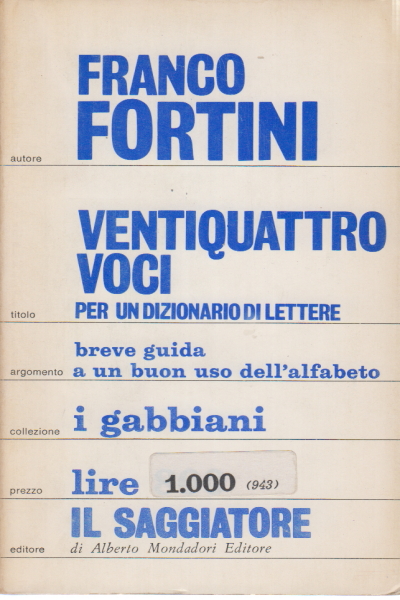 FRANCO
FORTINI
autore
VENTIQUATTRO
VOCI
PER UN DIZIONARIO DI LETTERE
titolo
breve guida
a un buon uso dell'alfabeto
argomento
i gabbiani
collezione
lire 1.000 (943)
prezzo
IL SAGGIATORE
di Alberto Mondadori Editore
editore